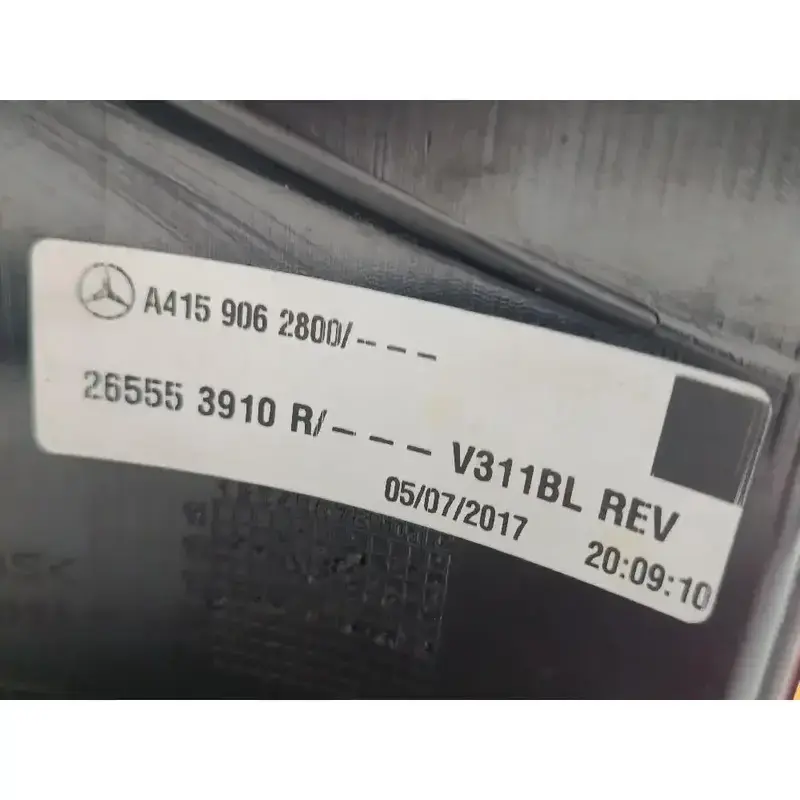 A415 906 2800/---
26555 3910 R/--- V311BL REV
05/07/2017 20:09:10